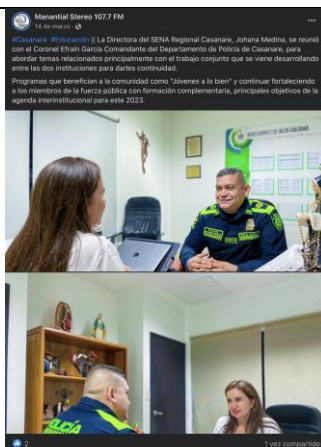 Manantial Stereo 107.7 FM
14 de marzo ·
#Casanare #Educación || La Directora del SENA Regional Casanare, Johana Medina, se reunió
con el Coronel Efraín García Comandante del Departamento de Policía de Casanare, para
abordar temas relacionados principalmente con el trabajo conjunto que se viene desarrollando
entre las dos instituciones para darles continuidad.
Programas que benefician a la comunidad como "Jóvenes a lo bien" y continuar fortaleciendo
a los miembros de la fuerza pública con formación complementaria, principales objetivos de la
agenda interinstitucional para este 2023.
POLICÍA
2
1 vez compartido